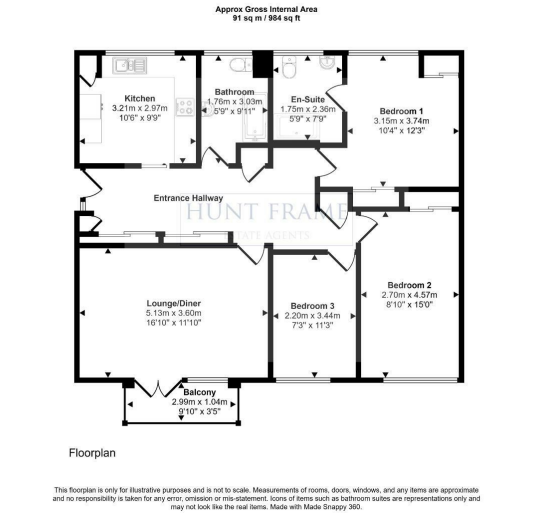 Approx Gross Internal Area
91 sq m / 984 sq ft
Kitchen
3.21m x 2.97m
10'6" x 9'9"
Bathroom
1.76m x 3.03m
5'9" x 9'11"
En-Suite
1.75m x 2.36m
5'9" x 7'9"
Bedroom 1
3.15m x 3.74m
10'4" x 12'3"
Entrance Hallway
HUNT FRAME
ESTATE AGENTS
Lounge/Diner
5.13m x 3.60m
16'10" x 11'10"
Bedroom 3
2.20m x 3.44m
7'3" x 11'3"
Bedroom 2
2.70m x 4.57m
8'10" x 15'0"
Balcony
2.99m x 1.04m
9'10" x 3'5"
Floorplan
This floorplan is only for illustrative purposes and is not to scale. Measurements of rooms, doors, windows, and any items are approximate
and no responsibility is taken for any error, omission or mis-statement. Icons of items such as bathroom suites are representations only and
may not look like the real items. Made with Made Snappy 360.